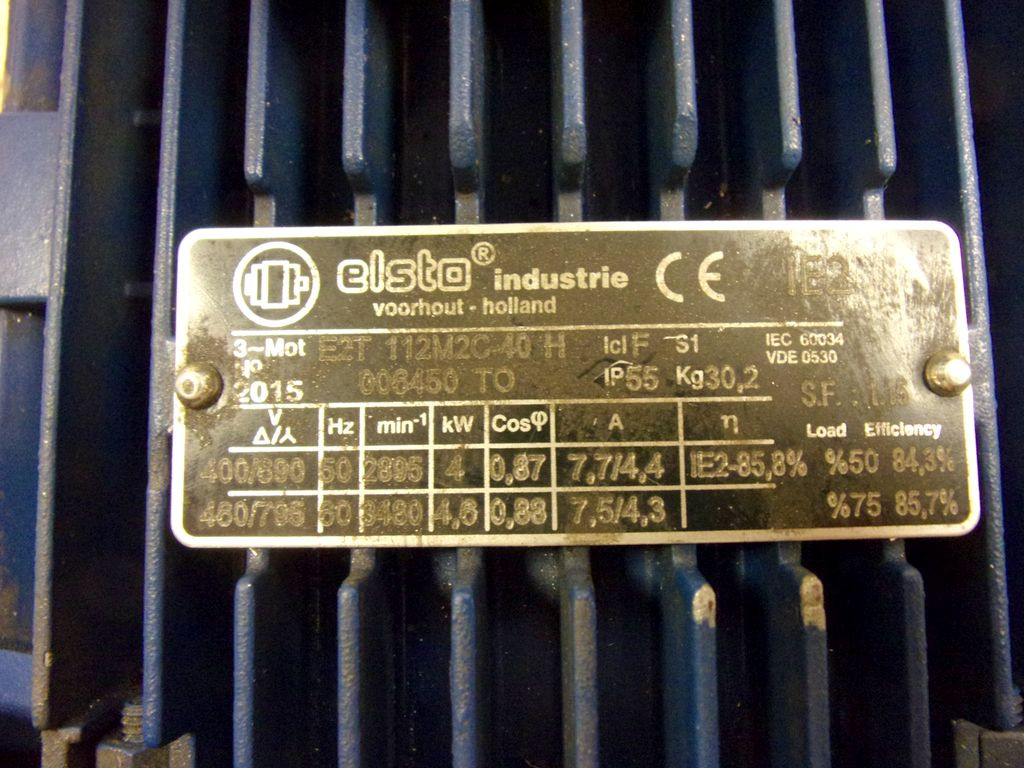 elsto® industrie CE IE2
voorhout - holland
3~Mot E2T 112M2C-40 H Icl F S1 IEC 60034
VDE 0530
2015 006450 TO IP55 Kg30,2
S.F.
V Δ/⅄ Hz min⁻¹ kW Cosφ A η Load Efficiency
400/690 50 2895 4 0,87 7,7/4,4 IE2-85,8% %50 84,3%
460/795 60 3480 4,6 0,88 7,5/4,3 %75 85,7%